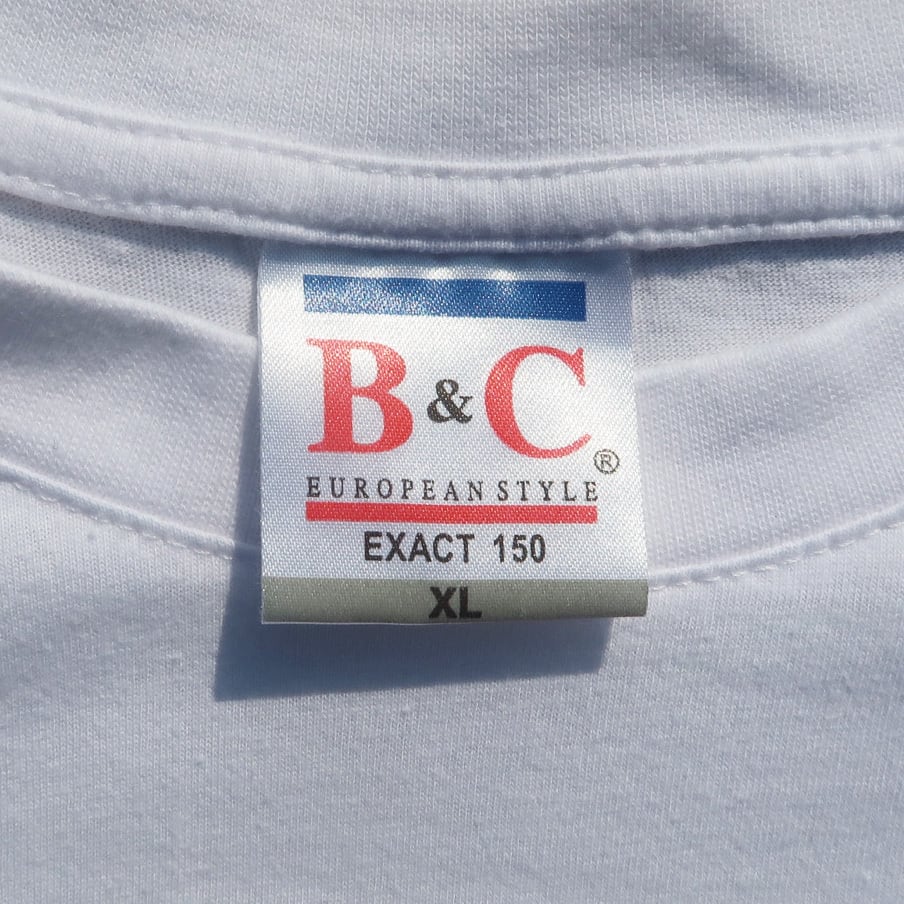 B & C ®
EUROPEAN STYLE
EXACT 150
XL